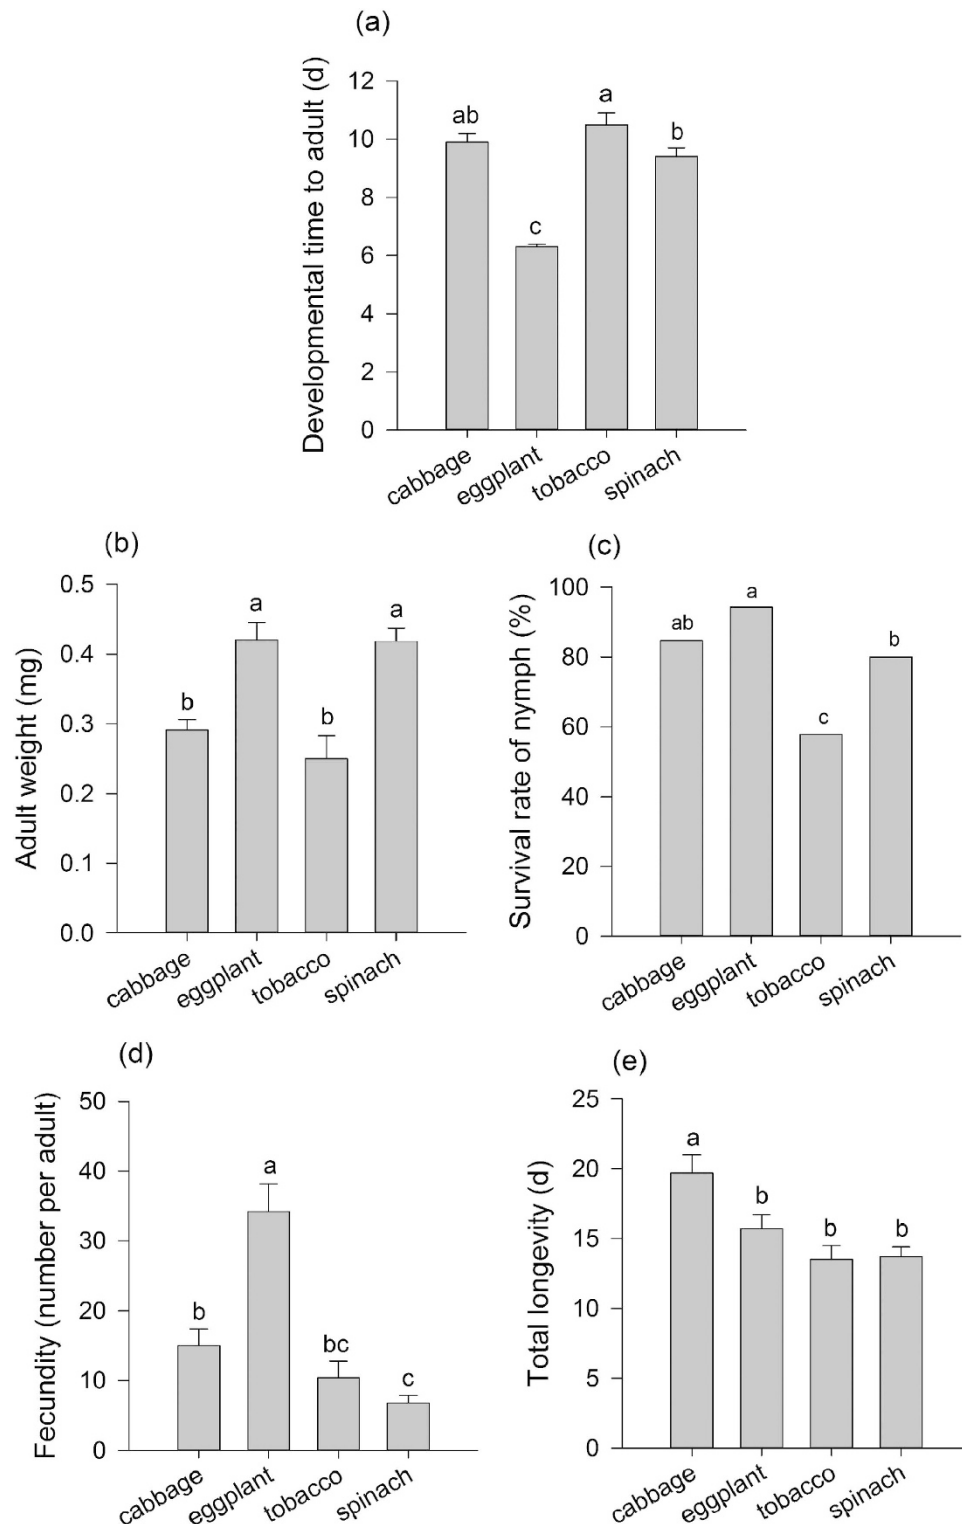 (a)
Developmental time to adult (d)
12
10
8
6
4
2
0
ab
c
a
b
cabbage
eggplant
tobacco
spinach
(b)
Adult weight (mg)
0.5
0.4
0.3
0.2
0.1
0.0
b
a
b
a
cabbage
eggplant
tobacco
spinach
(c)
Survival rate of nymph (%)
100
80
60
40
20
0
ab
a
c
b
cabbage
eggplant
tobacco
spinach
(d)
Fecundity (number per adult)
50
40
30
20
10
0
b
a
bc
c
cabbage
eggplant
tobacco
spinach
(e)
Total longevity (d)
25
20
15
10
5
0
a
b
b
b
cabbage
eggplant
tobacco
spinach